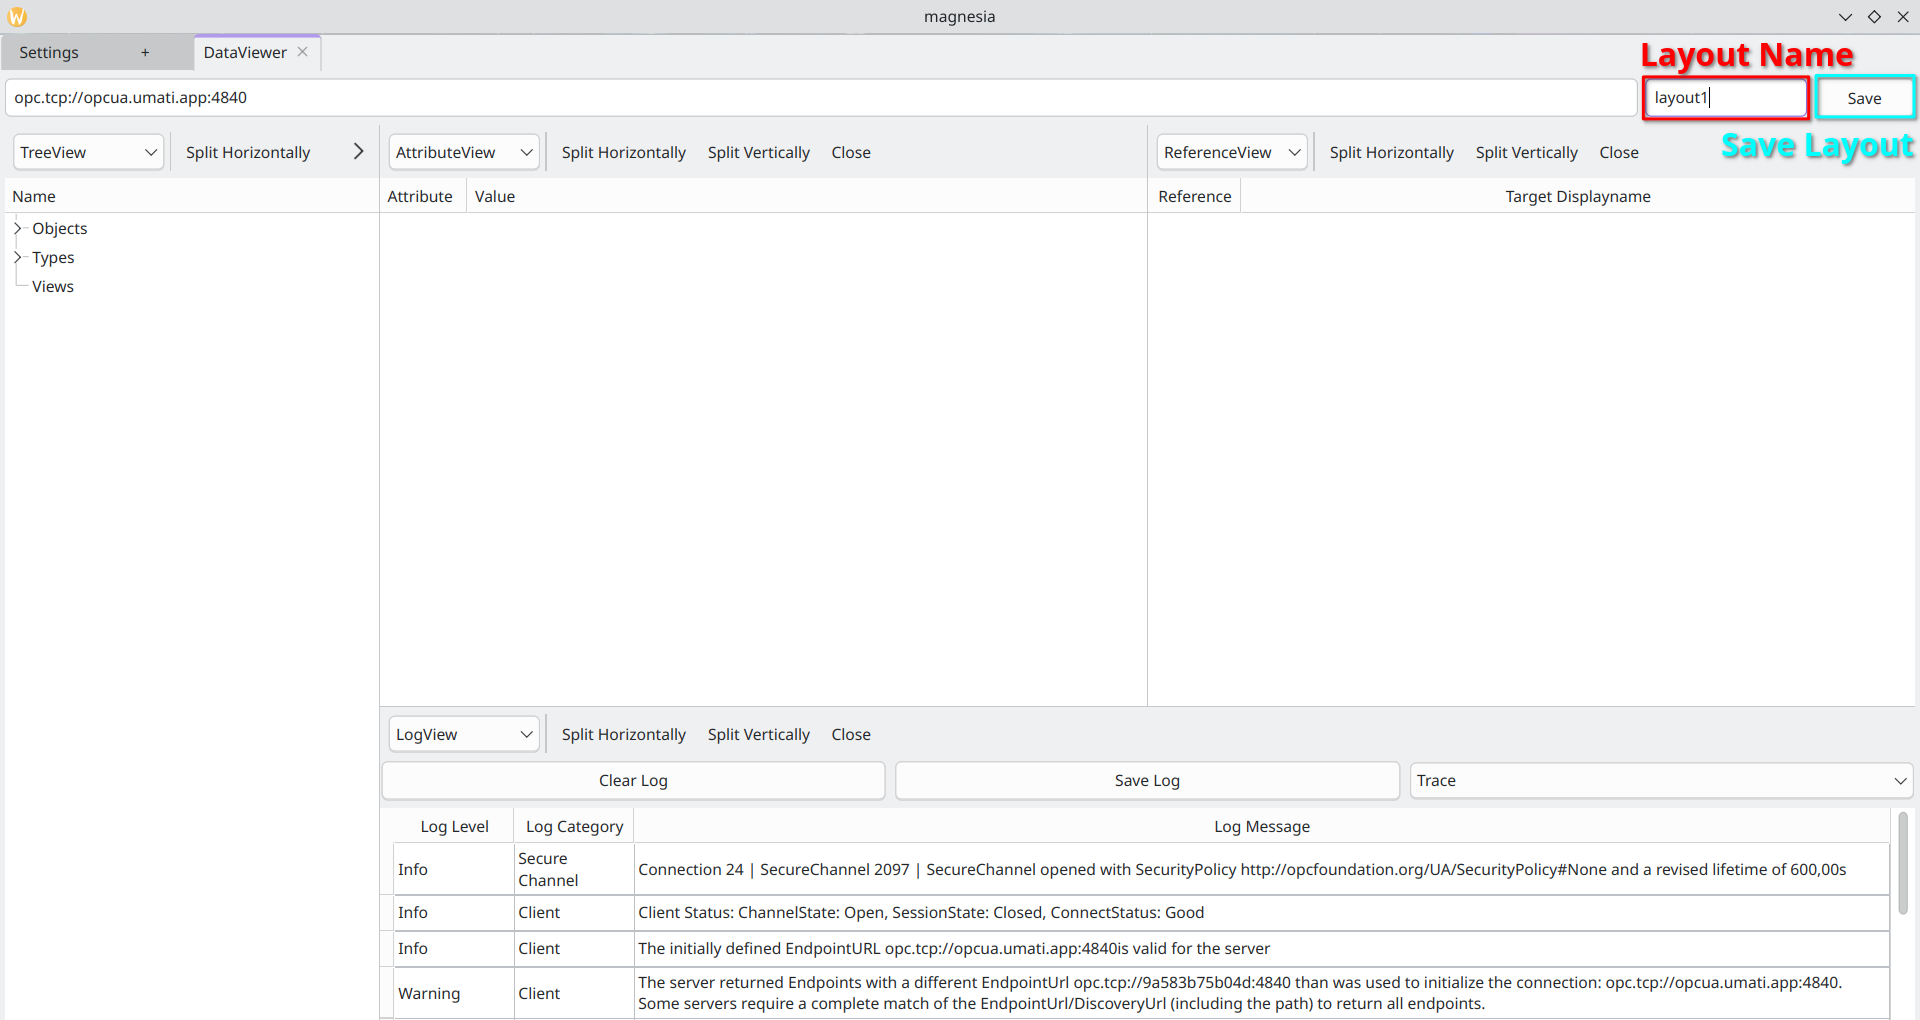 magnesia
Settings + DataViewer
Layout Name
opc.tcp://opcua.umati.app:4840 layout1 Save
Save Layout
TreeView Split Horizontally AttributeView Split Horizontally Split Vertically Close ReferenceView Split Horizontally Split Vertically Close
Name Attribute Value Reference Target Displayname
Objects
Types
Views
LogView Split Horizontally Split Vertically Close
Clear Log Save Log Trace
Log Level Log Category Log Message
Info Secure Channel Connection 24 | SecureChannel 2097 | SecureChannel opened with SecurityPolicy http://opcfoundation.org/UA/SecurityPolicy#None and a revised lifetime of 600,00s
Info Client Client Status: ChannelState: Open, SessionState: Closed, ConnectStatus: Good
Info Client The initially defined EndpointURL opc.tcp://opcua.umati.app:4840is valid for the server
Warning Client The server returned Endpoints with a different EndpointUrl opc.tcp://9a583b75b04d:4840 than was used to initialize the connection: opc.tcp://opcua.umati.app:4840.
Some servers require a complete match of the EndpointUrl/DiscoveryUrl (including the path) to return all endpoints.